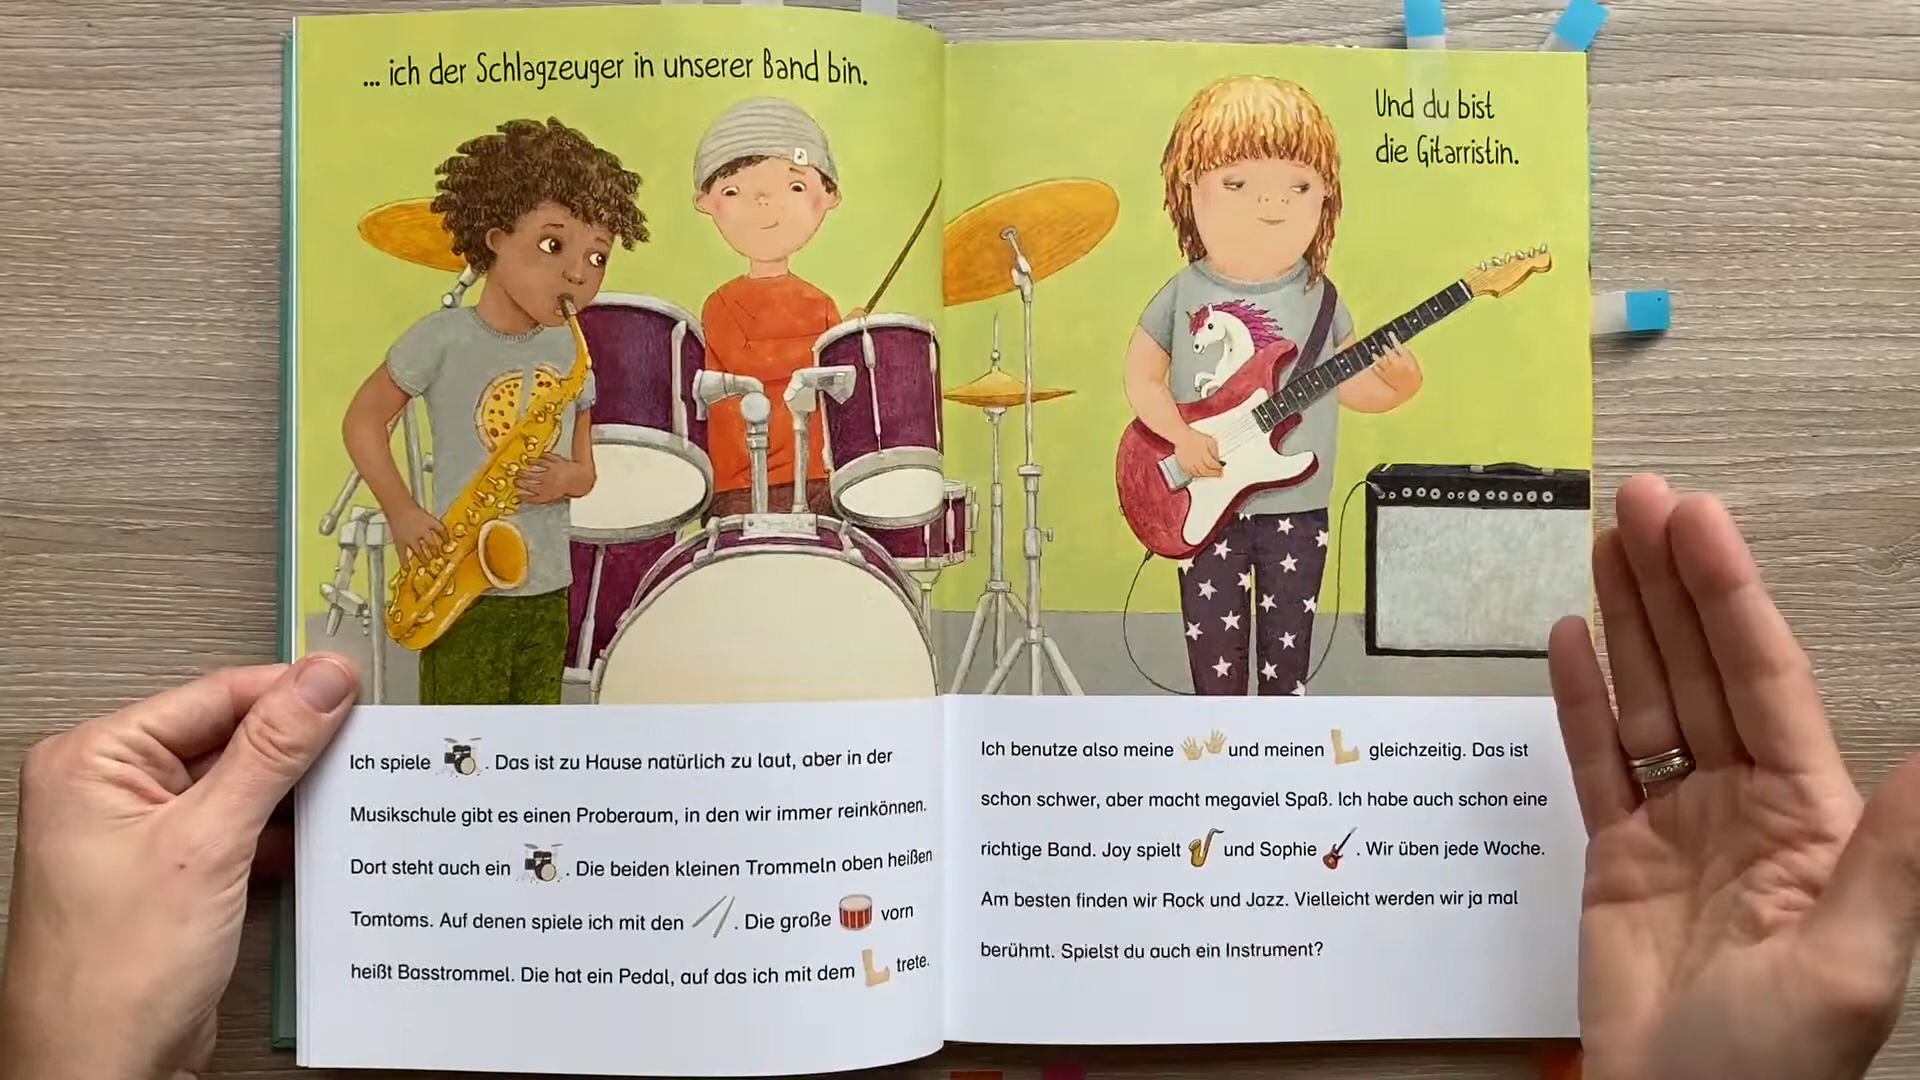 ... ich der Schlagzeuger in unserer Band bin.
Ich spiele . Das ist zu Hause natürlich zu laut, aber in der
Musikschule gibt es einen Proberaum, in den wir immer reinkönnen.
Dort steht auch ein . Die beiden kleinen Trommeln oben heißen
Tomtoms. Auf denen spiele ich mit den . Die große vorn
heißt Basstrommel. Die hat ein Pedal, auf das ich mit dem trete.
Und du bist
die Gitarristin.
Ich benutze also meine und meinen gleichzeitig. Das ist
schon schwer, aber macht megaviel Spaß. Ich habe auch schon eine
richtige Band. Joy spielt und Sophie . Wir üben jede Woche.
Am besten finden wir Rock und Jazz. Vielleicht werden wir ja mal
berühmt. Spielst du auch ein Instrument?